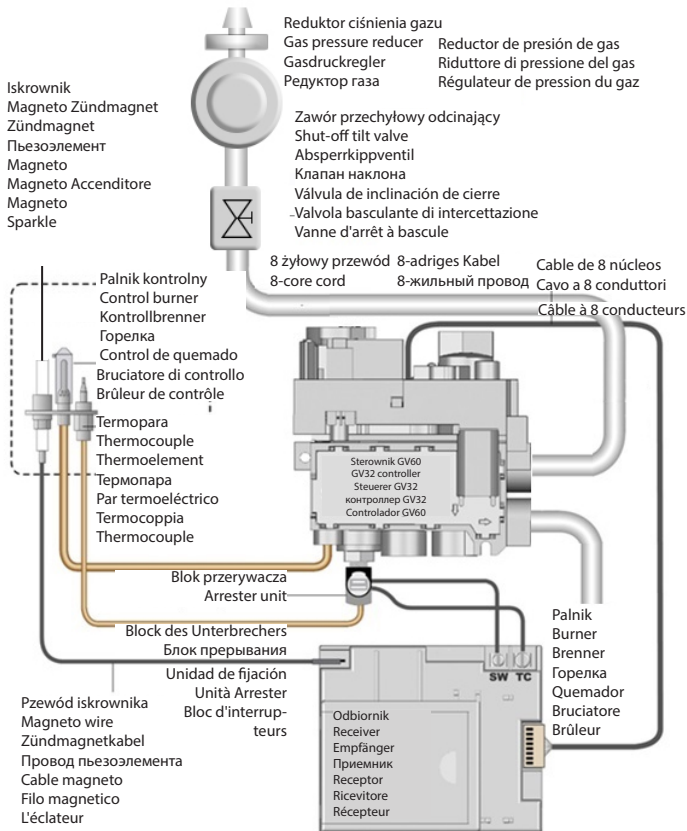 Reduktor ciśnienia gazu
Gas pressure reducer
Gasdruckregler
Редуктор газа
Reductor de presión de gas
Riduttore di pressione del gas
Régulateur de pression du gaz
Iskrownik
Magneto Zündmagnet
Zündmagnet
Пьезоэлемент
Magneto
Magneto Accenditore
Magneto
Sparkle
Zawór przechyłowy odcinający
Shut-off tilt valve
Absperrkippventil
Клапан наклона
Válvula de inclinación de cierre
Valvola basculante di intercettazione
Vanne d'arrêt à bascule
8 żyłowy przewód
8-core cord
8-adriges Kabel
8-жильный провод
Cable de 8 núcleos
Cavo a 8 conduttori
Câble à 8 conducteurs
Palnik kontrolny
Control burner
Kontrollbrenner
Горелка
Control de quemado
Bruciatore di controllo
Brûleur de contrôle
Termopara
Thermocouple
Thermoelement
Термопара
Par termoeléctrico
Termocoppia
Thermocouple
Sterownik GV60
GV32 controller
Steuerer GV32
контроллер GV32
Controlador GV60
Blok przerywacza
Arrester unit
Block des Unterbrechers
Блок прерывания
Unidad de fijación
Unità Arrester
Bloc d'interrup-
teurs
SW TC
Palnik
Burner
Brenner
Горелка
Quemador
Bruciatore
Brûleur
Pzewód iskrownika
Magneto wire
Zündmagnetkabel
Провод пьезоэлемента
Cable magneto
Filo magnetico
L'éclateur
Odbiornik
Receiver
Empfänger
Приемник
Receptor
Ricevitore
Récepteur